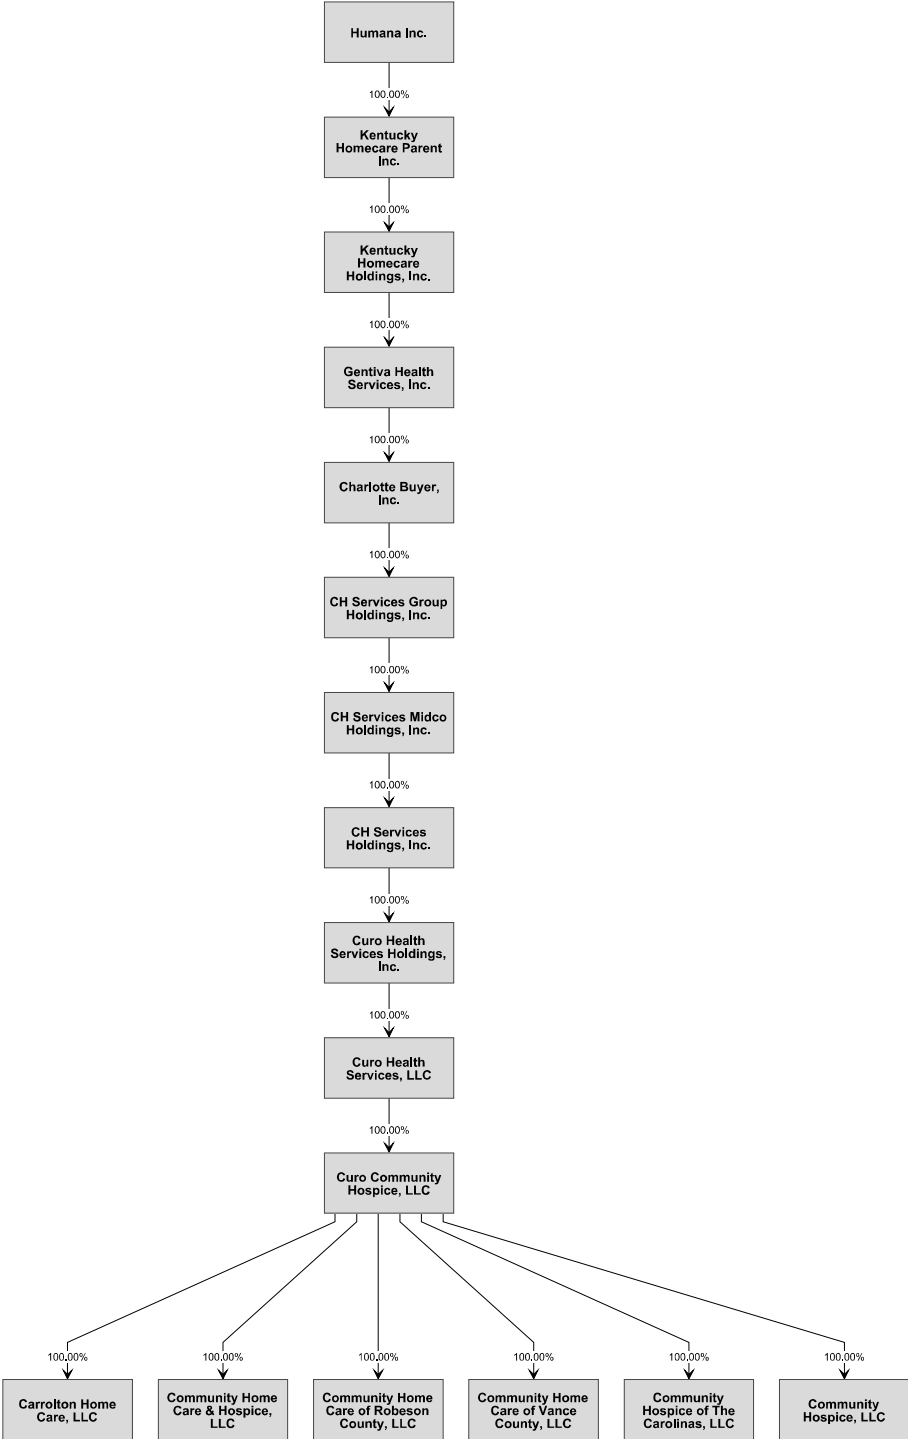 Humana Inc.
100.00%
Kentucky
Homecare Parent
Inc.
100.00%
Kentucky
Homecare
Holdings, Inc.
100.00%
Gentiva Health
Services, Inc.
100.00%
Charlotte Buyer,
Inc.
100.00%
CH Services Group
Holdings, Inc.
100.00%
CH Services Midco
Holdings, Inc.
100.00%
CH Services
Holdings, Inc.
100.00%
Curo Health
Services Holdings,
Inc.
100.00%
Curo Health
Services, LLC
100.00%
Curo Community
Hospice, LLC
100.00%
100.00%
100.00%
100.00%
100.00%
100.00%
Carrolton Home
Care, LLC
Community Home
Care & Hospice,
LLC
Community Home
Care of Robeson
County, LLC
Community Home
Care of Vance
County, LLC
Community
Hospice of The
Carolinas, LLC
Community
Hospice, LLC